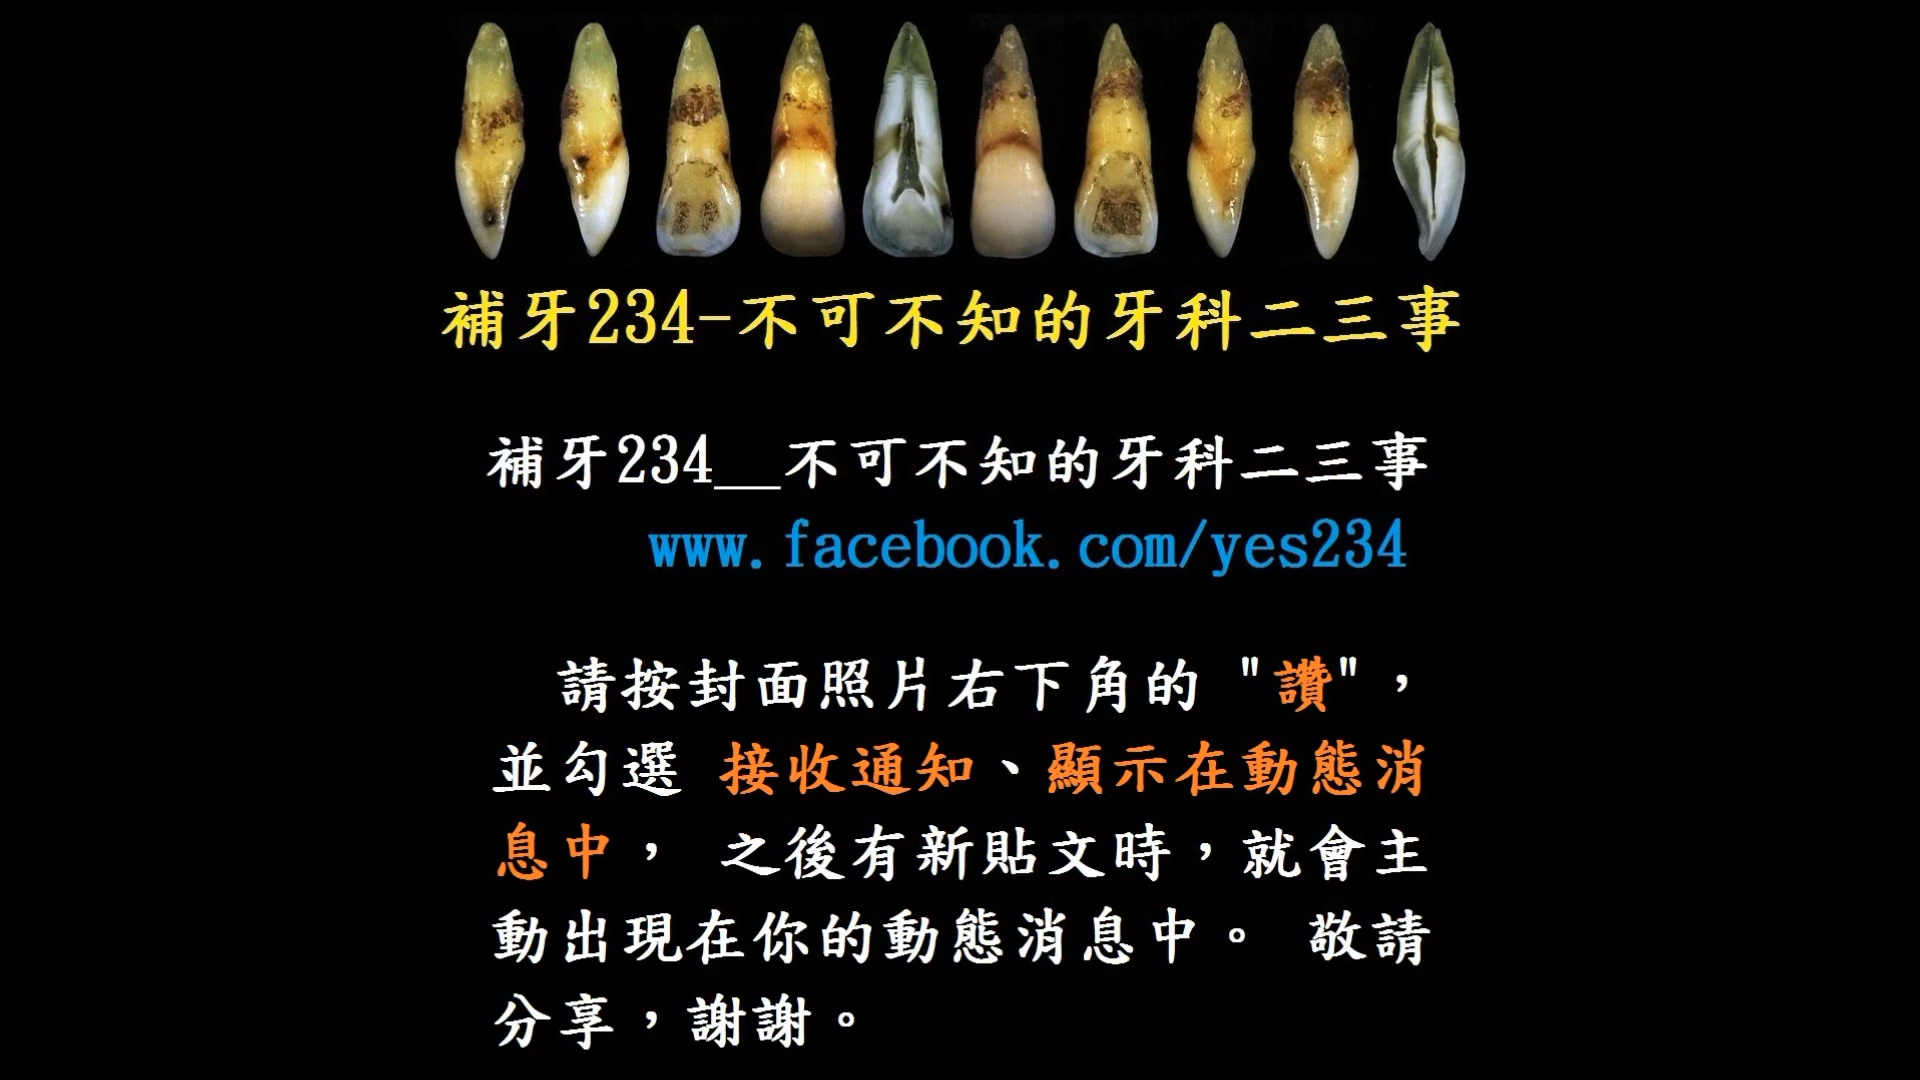 補牙234-不可不知的牙科二三事
補牙234__不可不知的牙科二三事
www.facebook.com/yes234
請按封面照片右下角的 "讚"，
並勾選 接收通知、顯示在動態消
息中， 之後有新貼文時，就會主
動出現在你的動態消息中。 敬請
分享，謝謝。